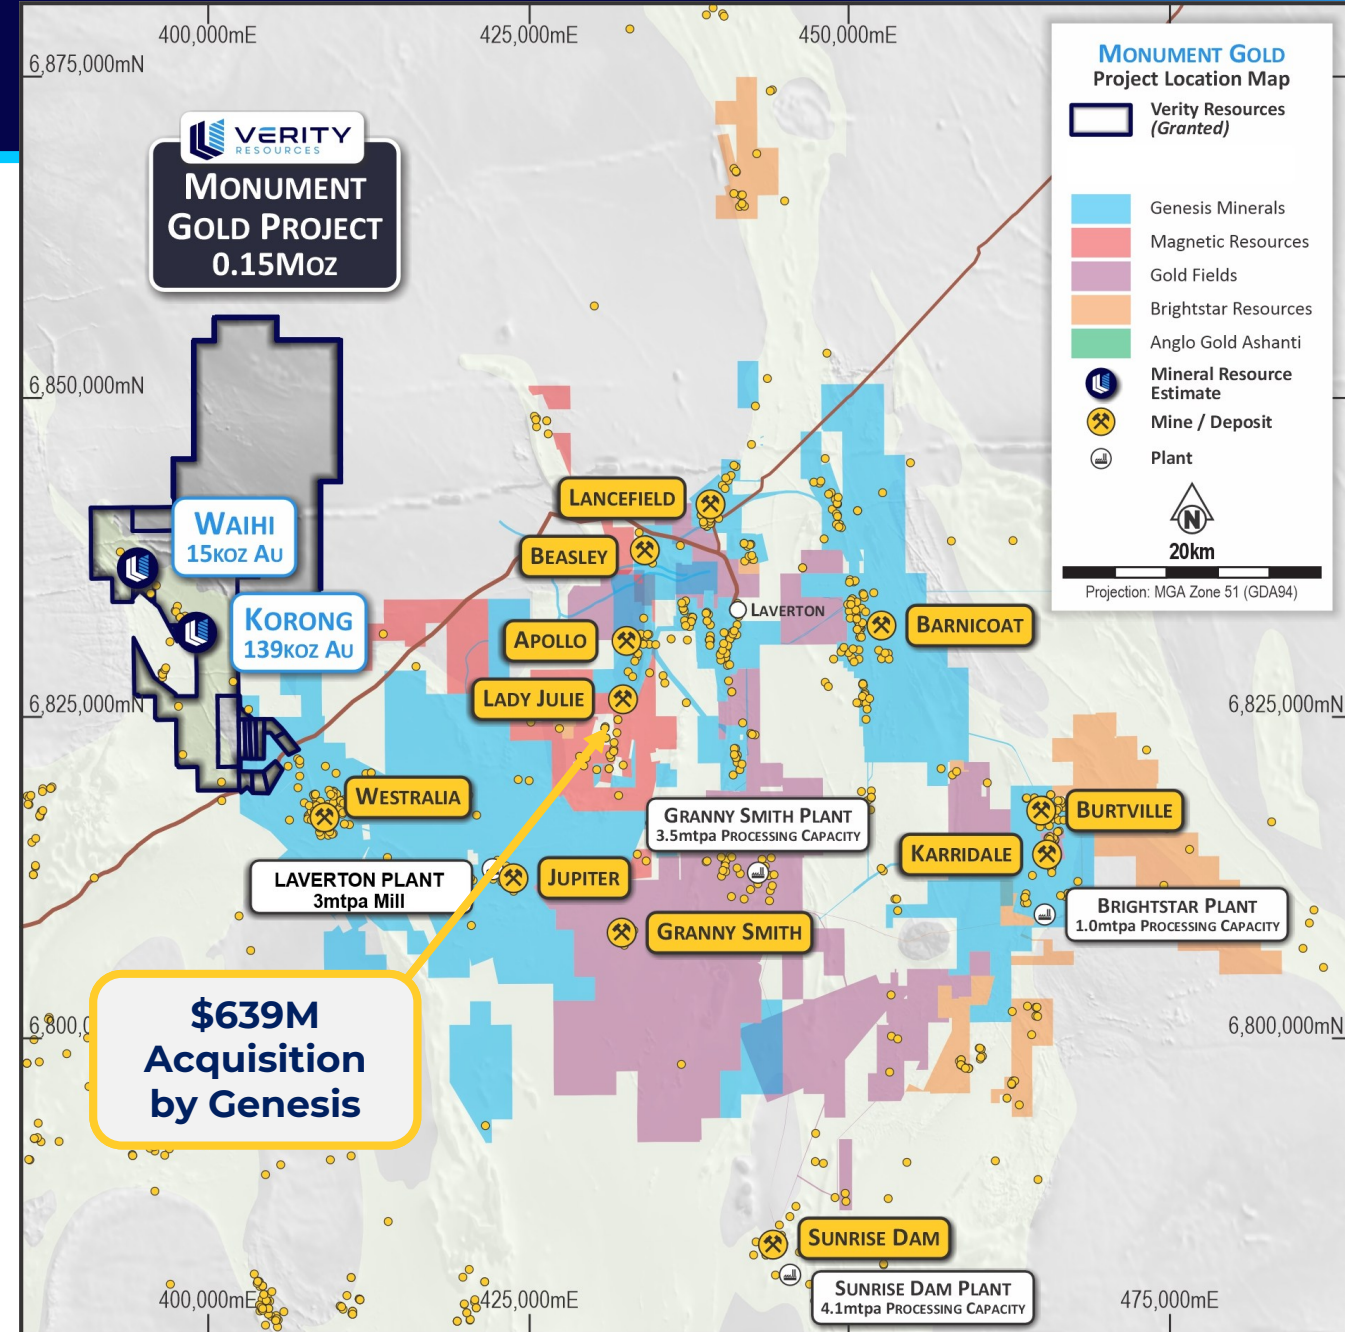 400,000mE
425,000mE
450,000mE
6,875,000mN
MONUMENT GOLD
Project Location Map
Verity Resources
(Granted)
Genesis Minerals
Magnetic Resources
Gold Fields
Brightstar Resources
Anglo Gold Ashanti
Mineral Resource
Estimate
Mine / Deposit
Plant
N
20km
Projection: MGA Zone 51 (GDA94)
VERITY
RESOURCES
MONUMENT
GOLD PROJECT
0.15MOZ
6,850,000mN
LANCEFIELD
WAIHI
15KOZ AU
BEASLEY
LAVERTON
KORONG
139KOZ AU
APOLLO
BARNICOAT
LADY JULIE
6,825,000mN
6,825,000mN
WESTRALIA
GRANNY SMITH PLANT
3.5mtpa PROCESSING CAPACITY
BURTVILLE
KARRIDALE
LAVERTON PLANT
3mtpa Mill
JUPITER
BRIGHTSTAR PLANT
1.0mtpa PROCESSING CAPACITY
GRANNY SMITH
$639M
Acquisition
by Genesis
6,800,0
6,800,000mN
SUNRISE DAM
SUNRISE DAM PLANT
4.1mtpa PROCESSING CAPACITY
400,000mE
425,000mE
475,000mE